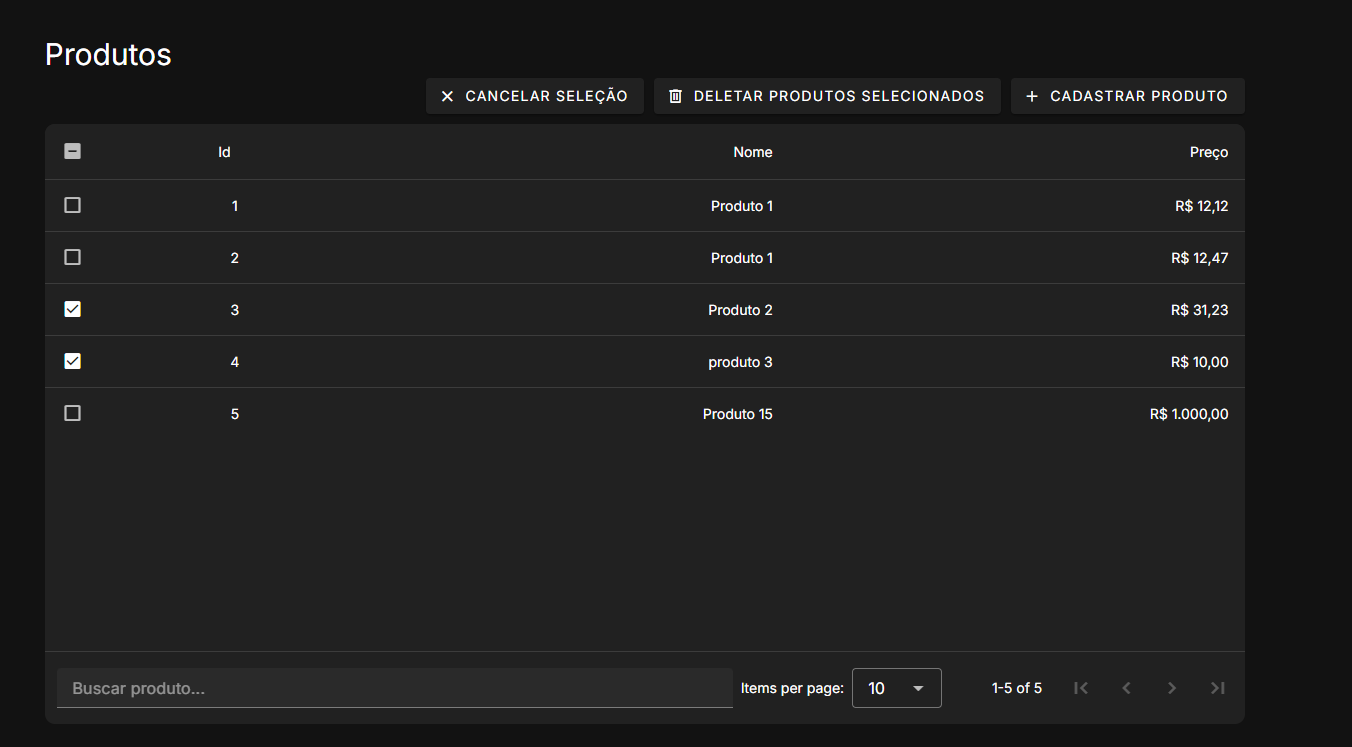 Produtos
CANCELAR SELEÇÃO DELETAR PRODUTOS SELECIONADOS CADASTRAR PRODUTO
Id Nome Preço
1 Produto 1 R$ 12,12
2 Produto 1 R$ 12,47
3 Produto 2 R$ 31,23
4 produto 3 R$ 10,00
5 Produto 15 R$ 1.000,00
Buscar produto... Items per page: 10 1-5 of 5